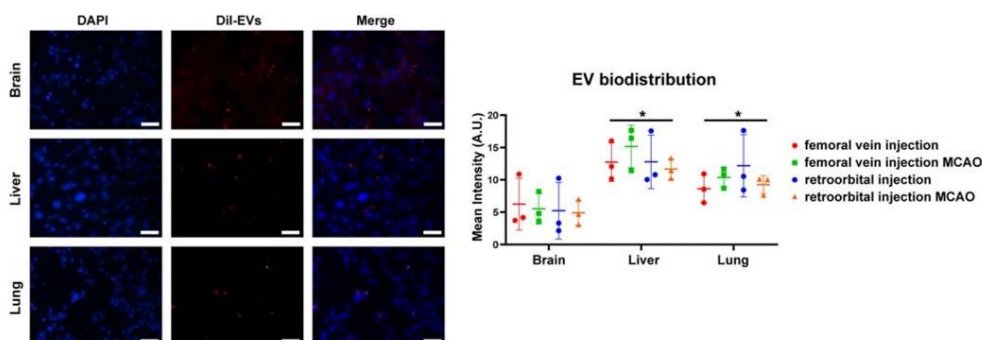 DAPI Dil-EVs Merge
Brain
Liver
Lung
EV biodistribution
Mean Intensity (A.U.)
20
15
10
5
0
* *
Brain Liver Lung
femoral vein injection
femoral vein injection MCAO
retroorbital injection
retroorbital injection MCAO